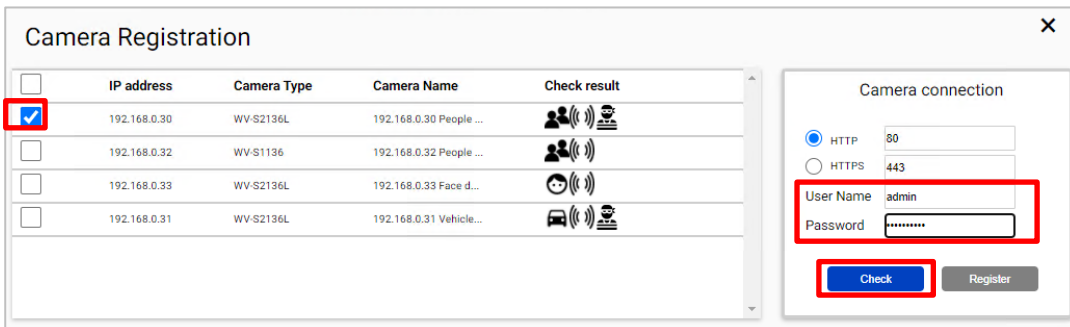 Camera Registration
IP address Camera Type Camera Name Check result
192.168.0.30 WV-S2136L 192.168.0.30 People ...
192.168.0.32 WV-S1136 192.168.0.32 People ...
192.168.0.33 WV-S2136L 192.168.0.33 Face d...
192.168.0.31 WV-S2136L 192.168.0.31 Vehicle...
Camera connection
HTTP 80
HTTPS 443
User Name admin
Password ••••••••••
Check Register